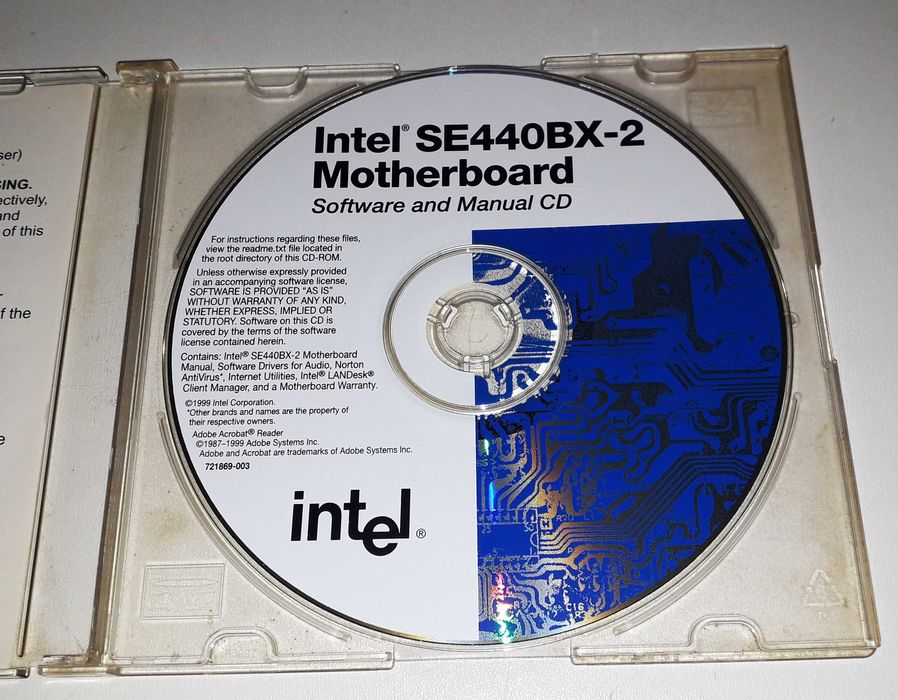 ser)
SING.
ectively,
and
of this
f the
Intel® SE440BX-2
Motherboard
Software and Manual CD
For instructions regarding these files,
view the readme.txt file located in
the root directory of this CD-ROM.
Unless otherwise expressly provided
in an accompanying software license,
SOFTWARE IS PROVIDED "AS IS"
WITHOUT WARRANTY OF ANY KIND,
WHETHER EXPRESS, IMPLIED OR
STATUTORY. Software on this CD is
covered by the terms of the software
license contained herein.
Contains: Intel® SE440BX-2 Motherboard
Manual, Software Drivers for Audio, Norton
AntiVirus*, Internet Utilities, Intel® LANDesk®
Client Manager, and a Motherboard Warranty.
©1999 Intel Corporation.
*Other brands and names are the property of
their respective owners.
Adobe Acrobat® Reader
©1987–1999 Adobe Systems Inc.
Adobe and Acrobat are trademarks of Adobe Systems Inc.
721869-003
intel®
C16